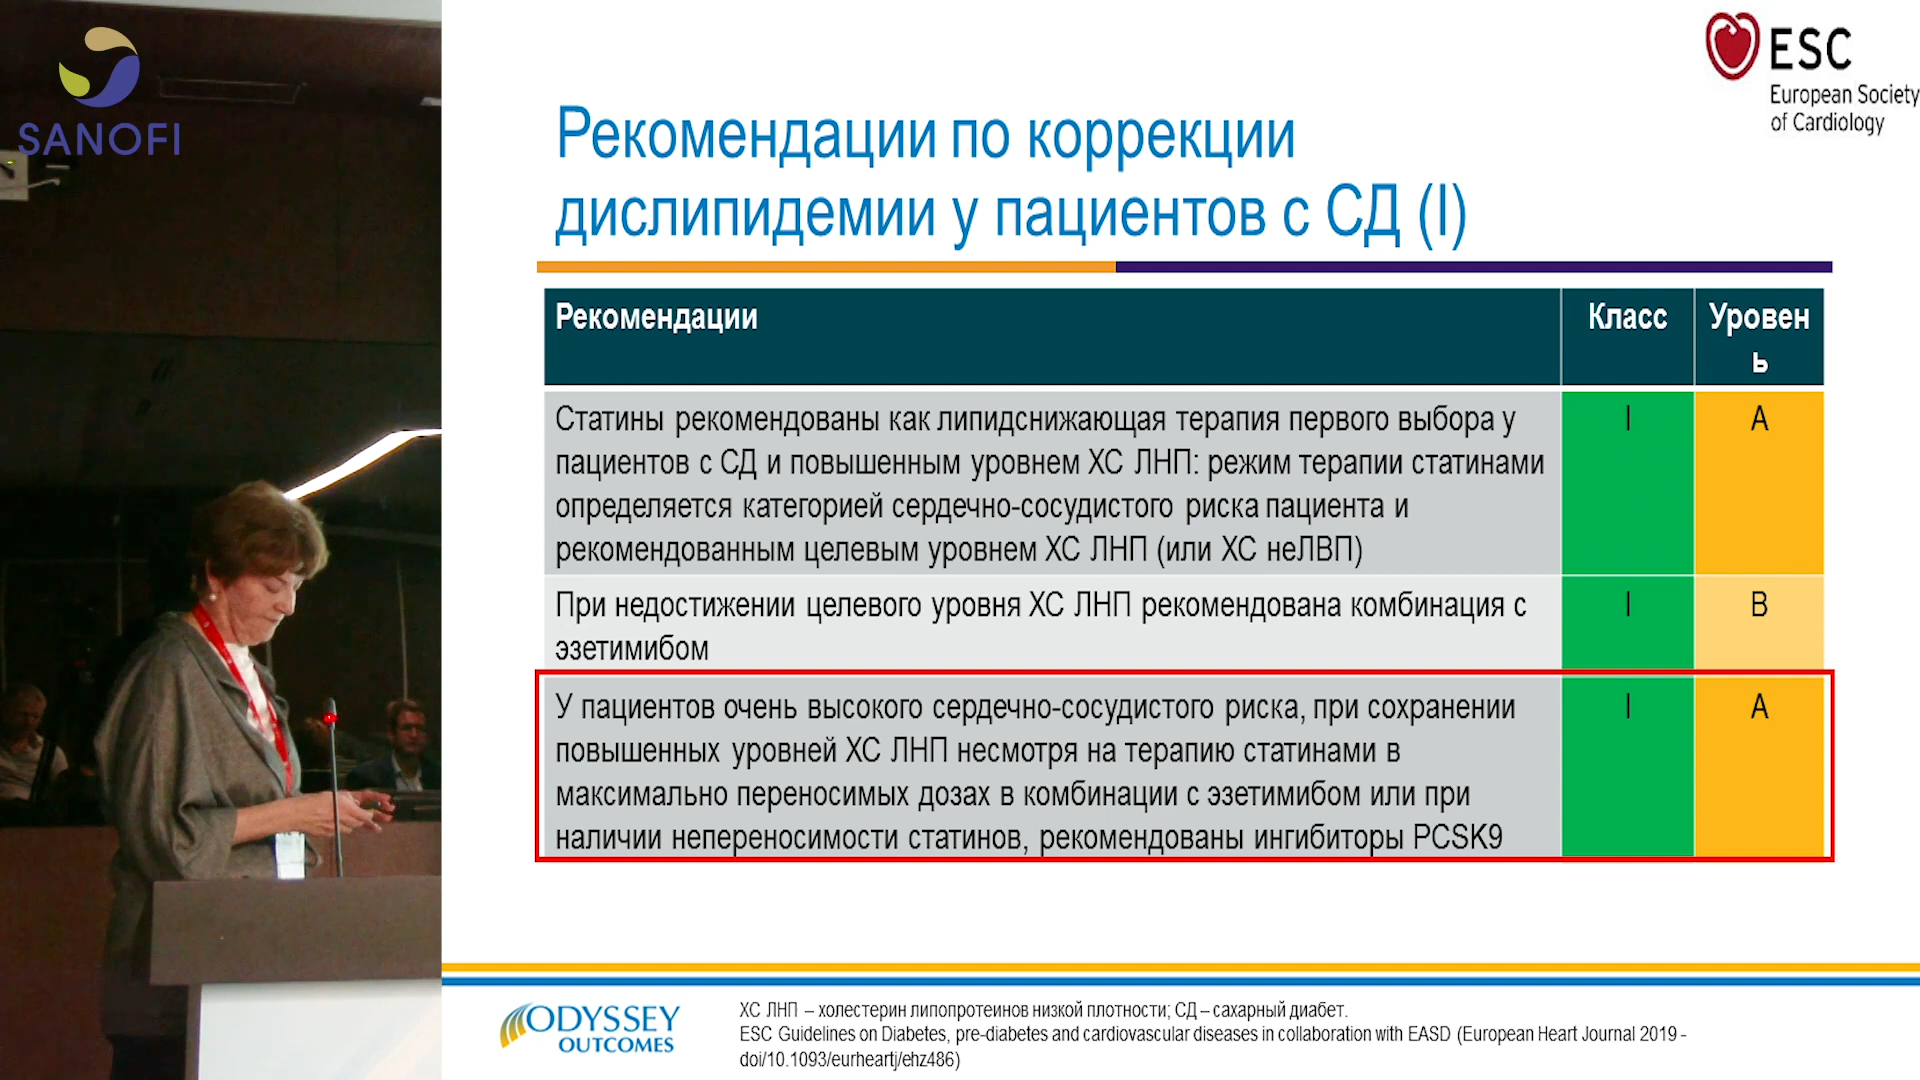 SANOFI
ESC
European Society
of Cardiology
Рекомендации по коррекции
дислипидемии у пациентов с СД (I)
Рекомендации
Класс
Уровен
ь
Статины рекомендованы как липидснижающая терапия первого выбора у
пациентов с СД и повышенным уровнем ХС ЛНП: режим терапии статинами
определяется категорией сердечно-сосудистого риска пациента и
рекомендованным целевым уровнем ХС ЛНП (или ХС неЛВП)
I
A
При недостижении целевого уровня ХС ЛНП рекомендована комбинация с
эзетимибом
I
B
У пациентов очень высокого сердечно-сосудистого риска, при сохранении
повышенных уровней ХС ЛНП несмотря на терапию статинами в
максимально переносимых дозах в комбинации с эзетимибом или при
наличии непереносимости статинов, рекомендованы ингибиторы PCSK9
I
A
ODYSSEY
OUTCOMES
ХС ЛНП – холестерин липопротеинов низкой плотности; СД – сахарный диабет.
ESC Guidelines on Diabetes, pre-diabetes and cardiovascular diseases in collaboration with EASD (European Heart Journal 2019 -
doi/10.1093/eurheartj/ehz486)